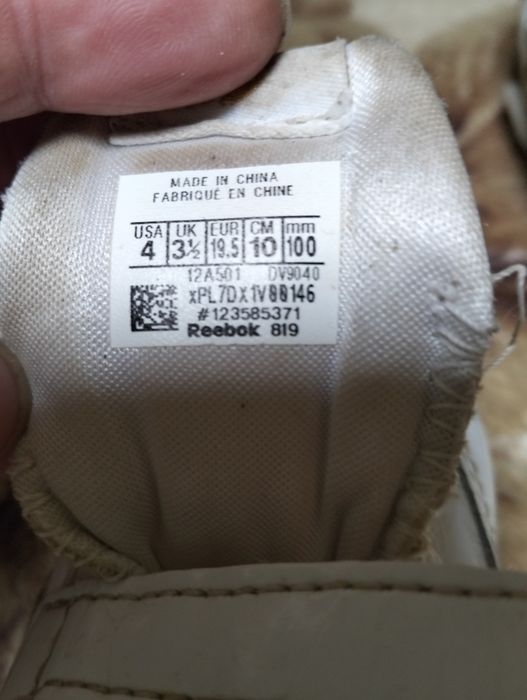 MADE IN CHINA
FABRIQUÉ EN CHINE
USA UK EUR CM mm
4 3½ 19.5 10 100
12A501 DV9040
xPL7DX1V00146
#123585371
Reebok 819